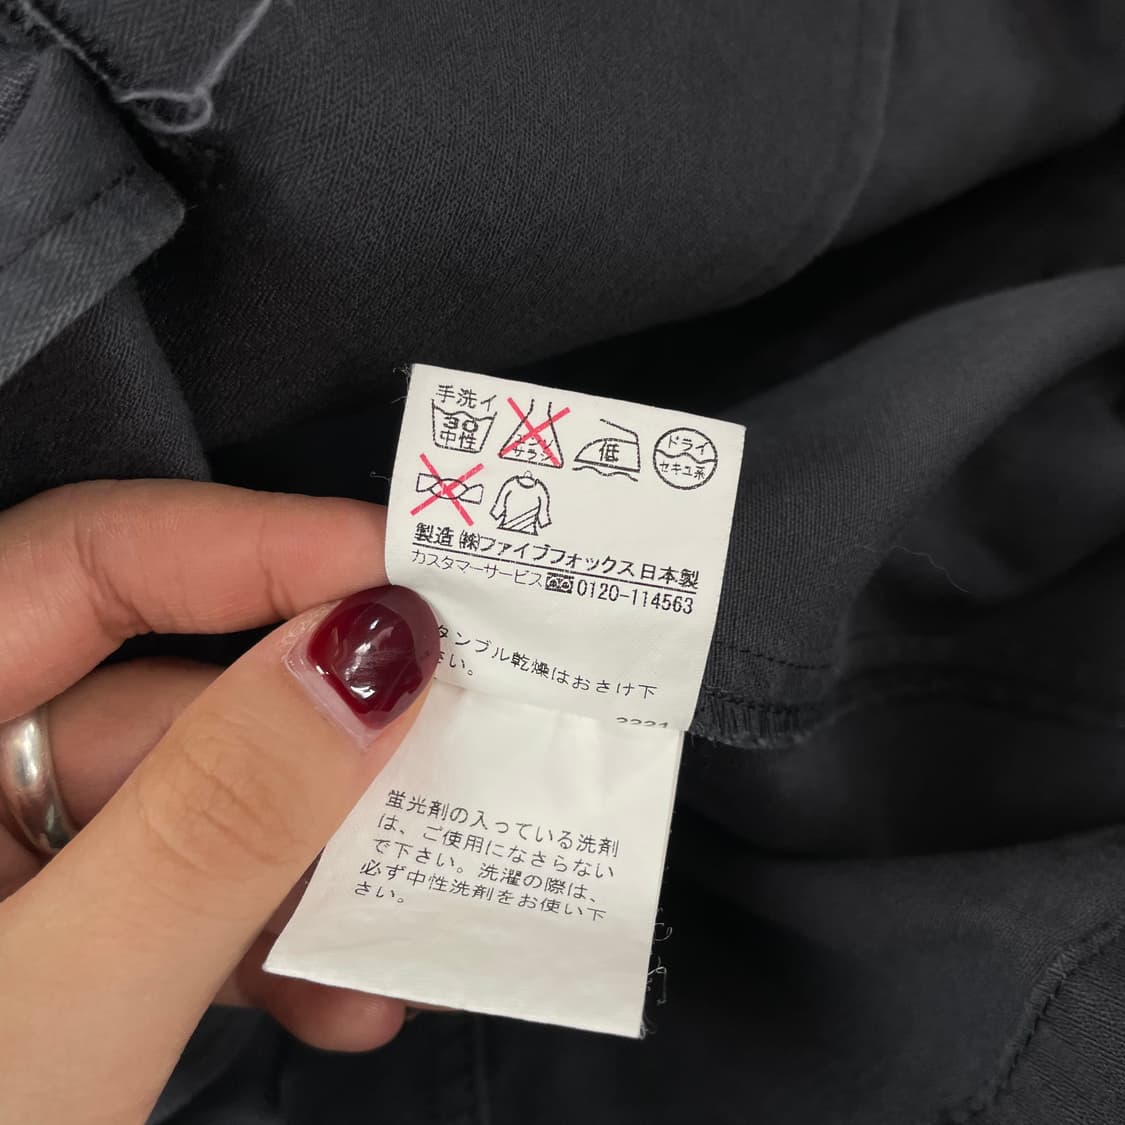 手洗イ
30
中性
エンソ
サラシ
低
ドライ
セキユ系
製造 ㈱ファイブフォックス 日本製
カスタマーサービス 0120-114563
タンブル乾燥はおさけ下
さい。
蛍光剤の入っている洗剤
は、ご使用になさらない
で下さい。洗濯の際は、
必ず中性洗剤をお使い下
さい。